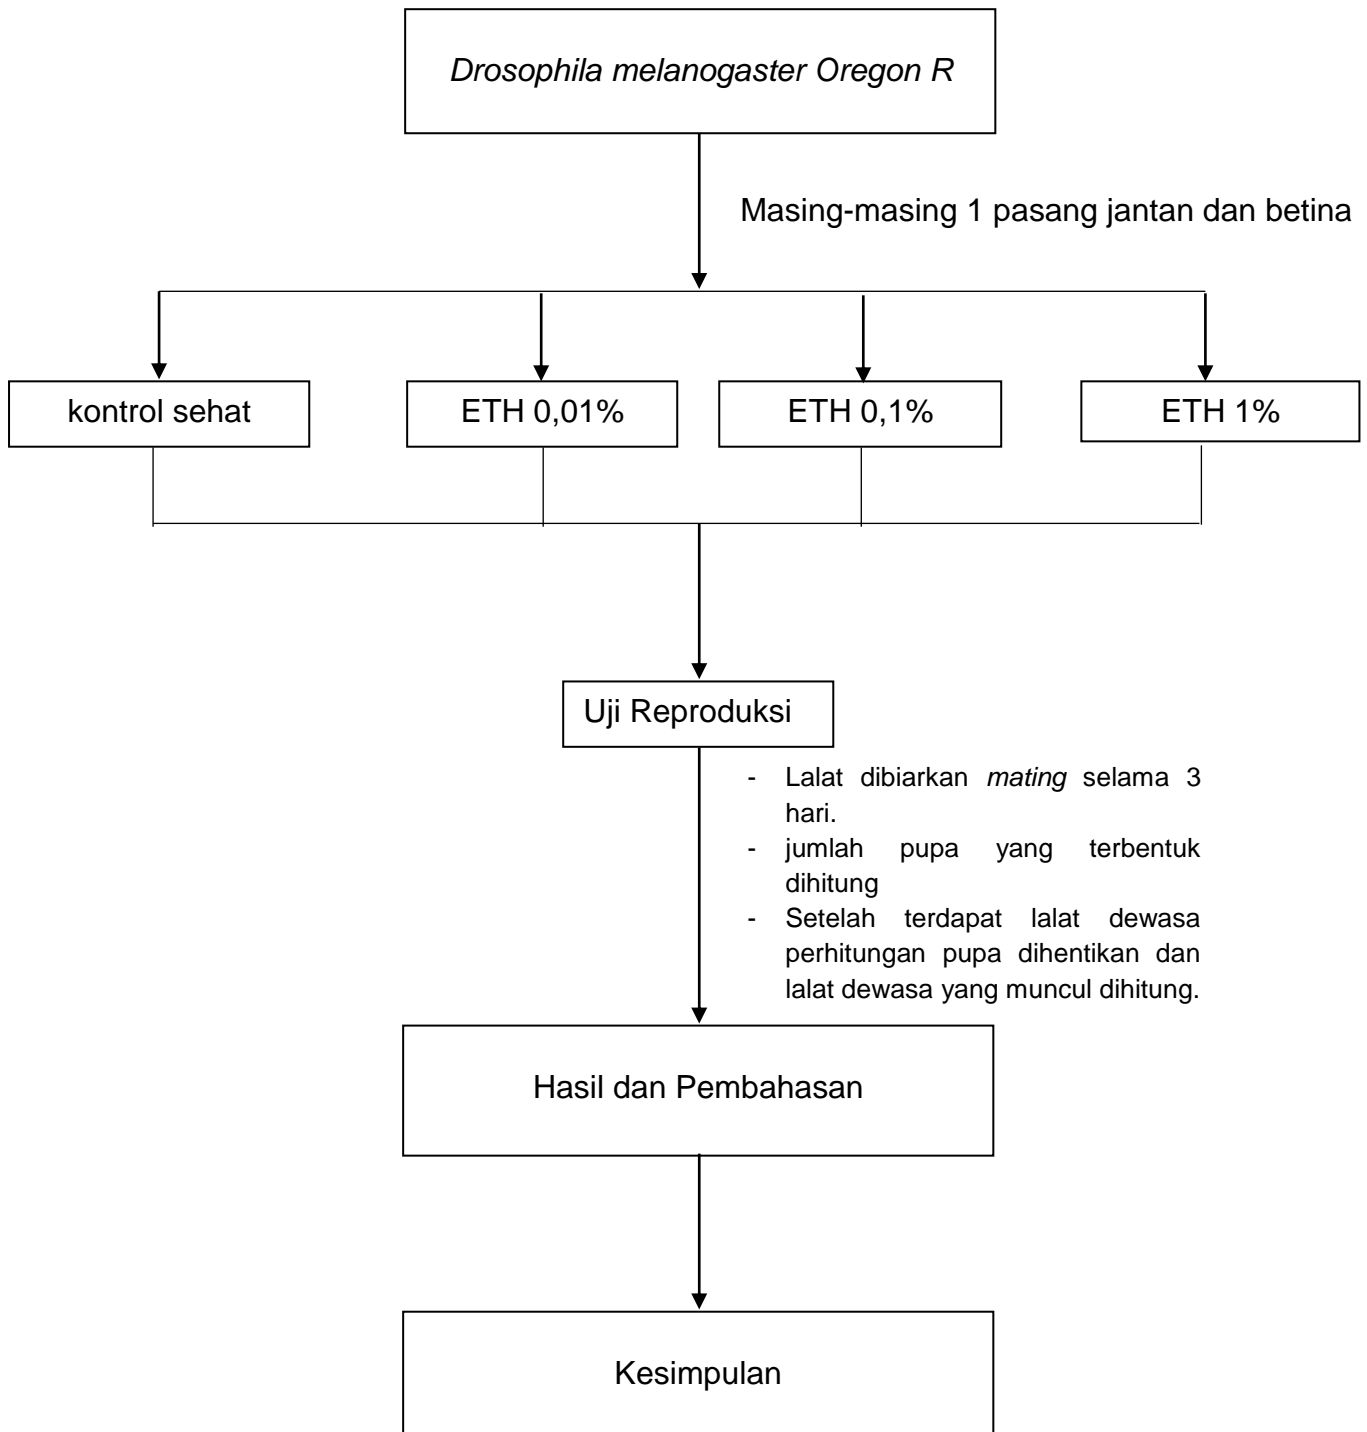 Drosophila melanogaster Oregon R
Masing-masing 1 pasang jantan dan betina
kontrol sehat
ETH 0,01%
ETH 0,1%
ETH 1%
Uji Reproduksi
- Lalat dibiarkan mating selama 3
hari.
- jumlah pupa yang terbentuk
dihitung
- Setelah terdapat lalat dewasa
perhitungan pupa dihentikan dan
lalat dewasa yang muncul dihitung.
Hasil dan Pembahasan
Kesimpulan